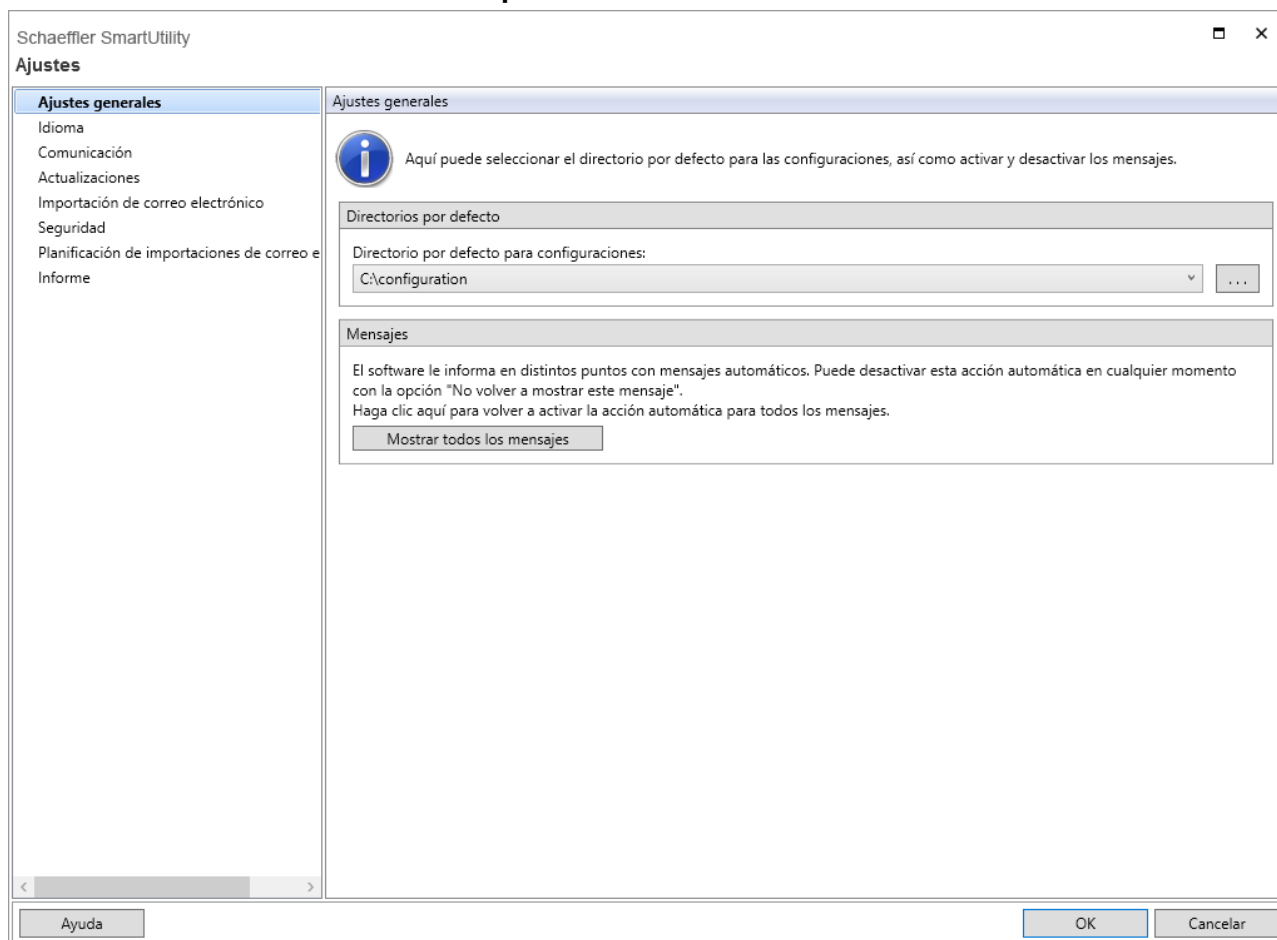 Schaeffler SmartUtility
Ajustes
Ajustes generales
Idioma
Comunicación
Actualizaciones
Importación de correo electrónico
Seguridad
Planificación de importaciones de correo e
Informe
Ajustes generales
Aquí puede seleccionar el directorio por defecto para las configuraciones, así como activar y desactivar los mensajes.
Directorios por defecto
Directorio por defecto para configuraciones:
C:\configuration
...
Mensajes
El software le informa en distintos puntos con mensajes automáticos. Puede desactivar esta acción automática en cualquier momento
con la opción "No volver a mostrar este mensaje".
Haga clic aquí para volver a activar la acción automática para todos los mensajes.
Mostrar todos los mensajes
Ayuda
OK
Cancelar